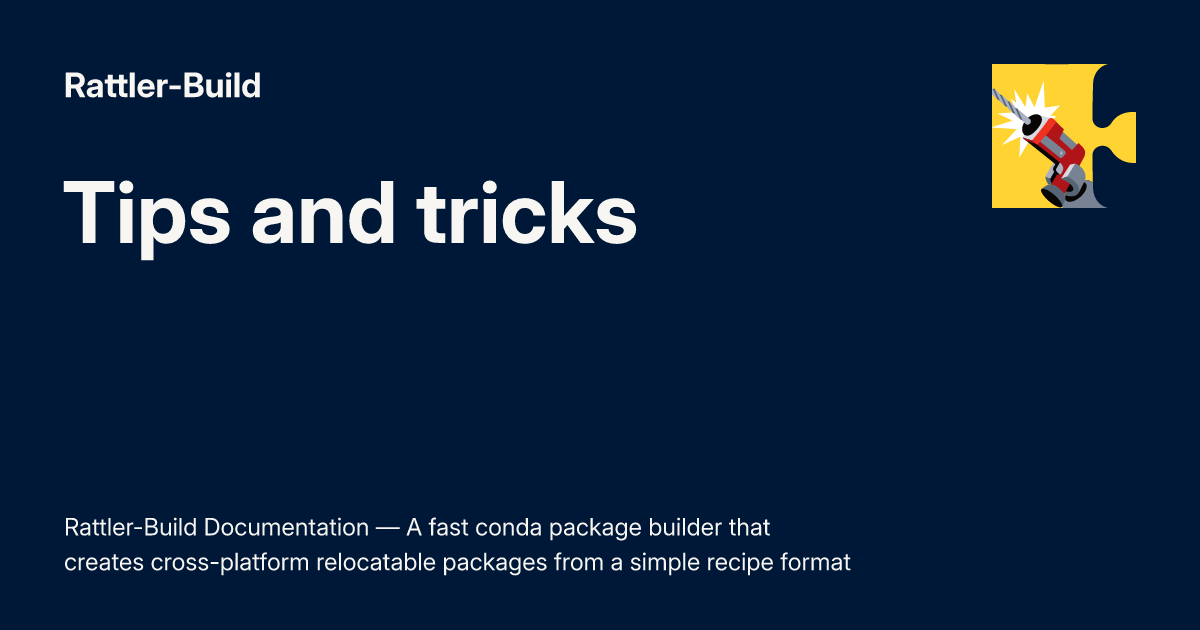 Rattler-Build
Tips and tricks
Rattler-Build Documentation — A fast conda package builder that
creates cross-platform relocatable packages from a simple recipe format